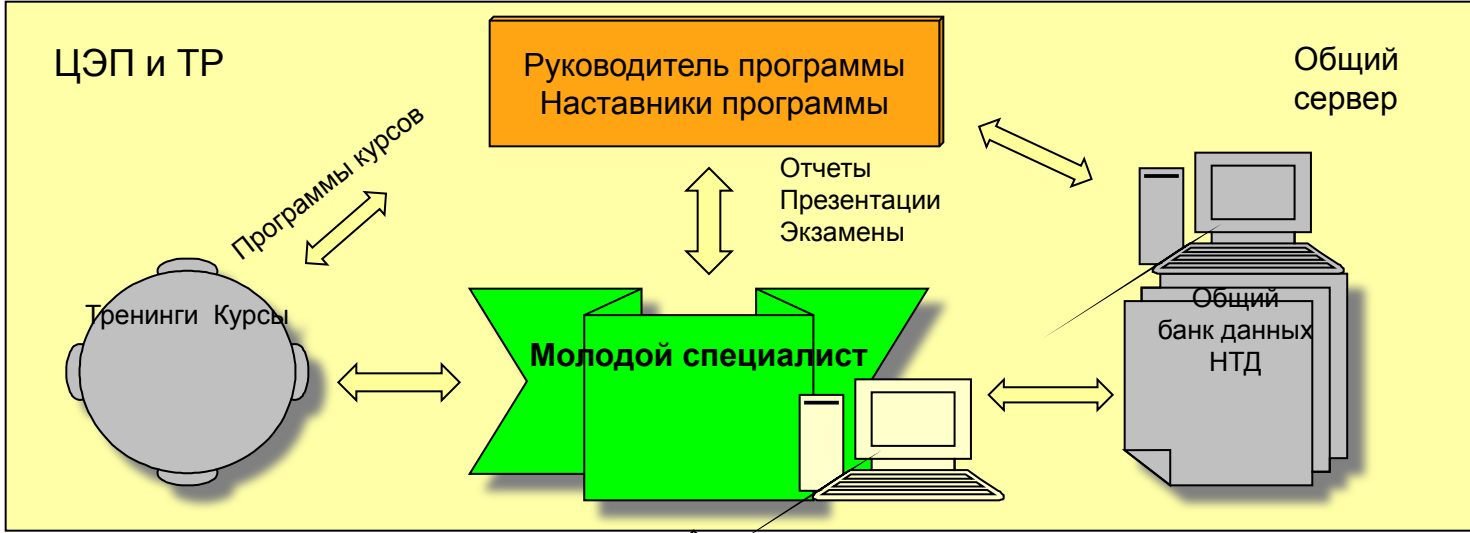 ЦЭП и ТР
Руководитель программы
Наставники программы
Общий
сервер
Программы курсов
Отчеты
Презентации
Экзамены
Тренинги Курсы
Молодой специалист
Общий
банк данных
НТД